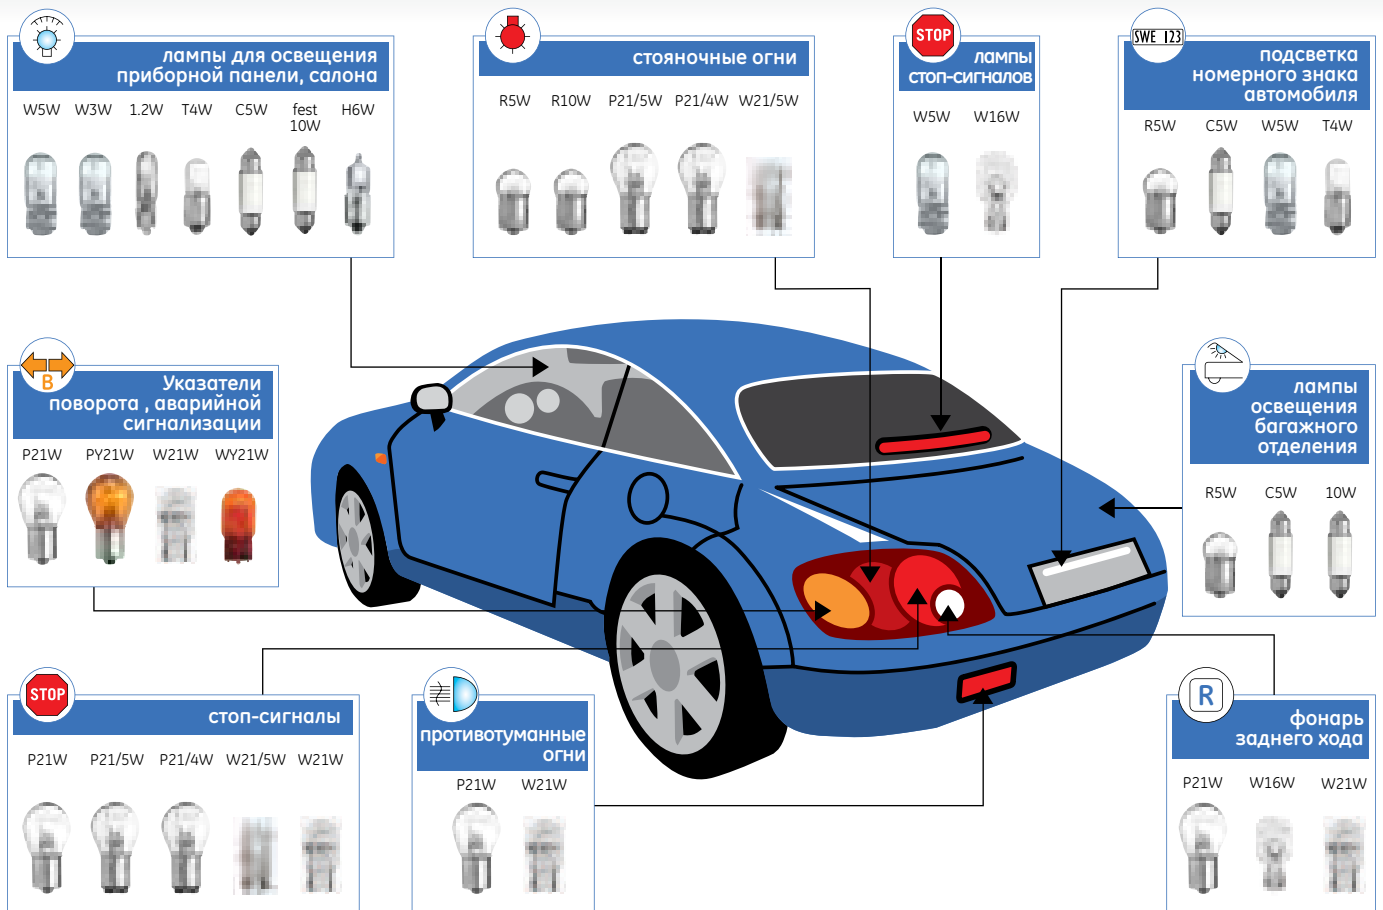 лампы для освещения
приборной панели, салона
W5W W3W 1.2W T4W C5W fest 10W H6W
стояночные огни
R5W R10W P21/5W P21/4W W21/5W
STOP
лампы
стоп-сигналов
W5W W16W
SWE 123
подсветка
номерного знака
автомобиля
R5W C5W W5W T4W
B
Указатели
поворота , аварийной
сигнализации
P21W PY21W W21W WY21W
лампы
освещения
багажного
отделения
R5W C5W 10W
STOP
стоп-сигналы
P21W P21/5W P21/4W W21/5W W21W
противотуманные
огни
P21W W21W
R
фонарь
заднего хода
P21W W16W W21W